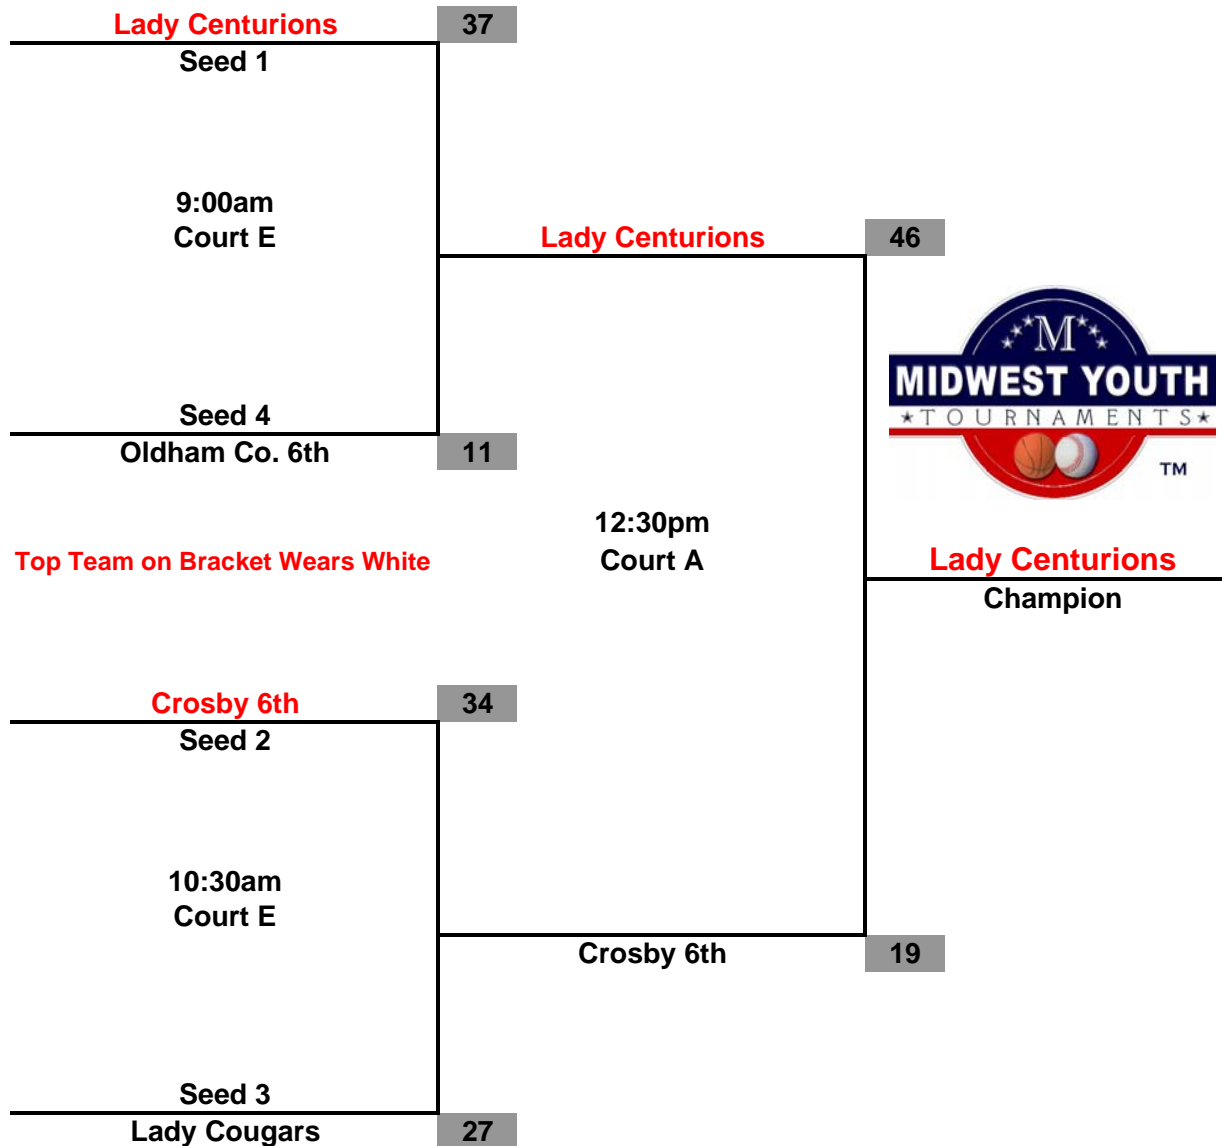 Lady Centurions 37
Seed 1
9:00am
Court E
Lady Centurions 46
M
MIDWEST YOUTH
★TOURNAMENTS★
TM
Seed 4
Oldham Co. 6th 11
12:30pm
Court A
Top Team on Bracket Wears White
Lady Centurions
Champion
Crosby 6th 34
Seed 2
10:30am
Court E
Crosby 6th 19
Seed 3
Lady Cougars 27